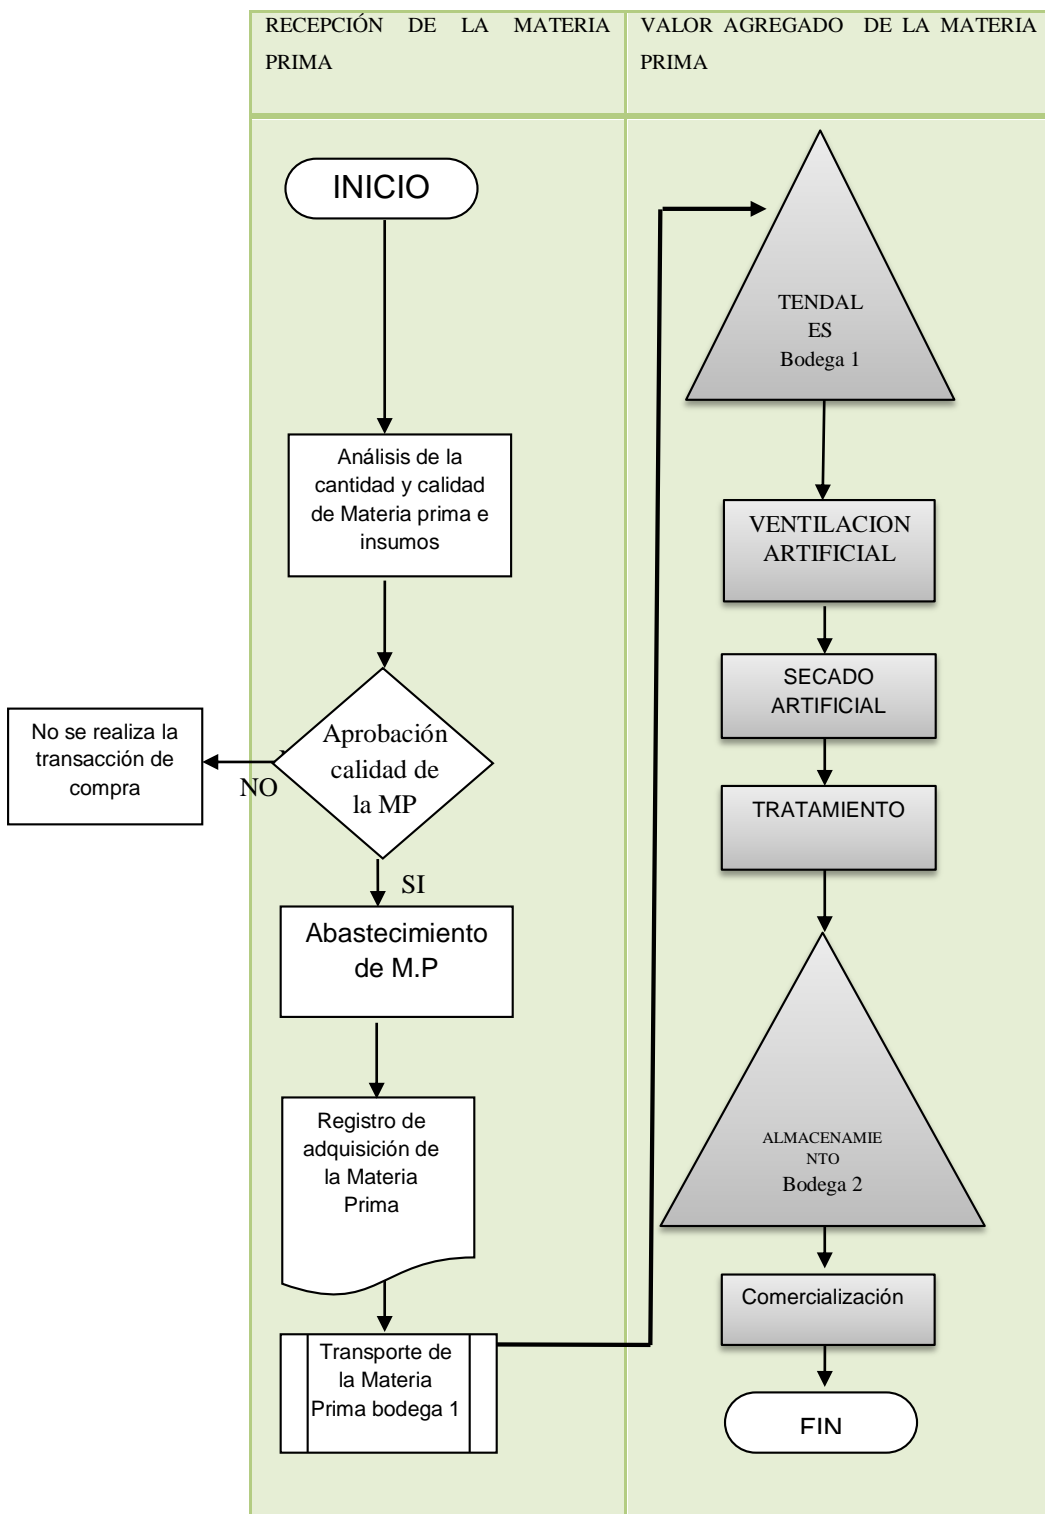 RECEPCIÓN DE LA MATERIA
PRIMA
VALOR AGREGADO DE LA MATERIA
PRIMA
INICIO
Análisis de la
cantidad y calidad
de Materia prima e
insumos
Aprobación
calidad de
la MP
NO
No se realiza la
transacción de
compra
SI
Abastecimiento
de M.P
Registro de
adquisición de
la Materia
Prima
Transporte de
la Materia
Prima bodega 1
TENDAL
ES
Bodega 1
VENTILACION
ARTIFICIAL
SECADO
ARTIFICIAL
TRATAMIENTO
ALMACENAMIE
NTO
Bodega 2
Comercialización
FIN